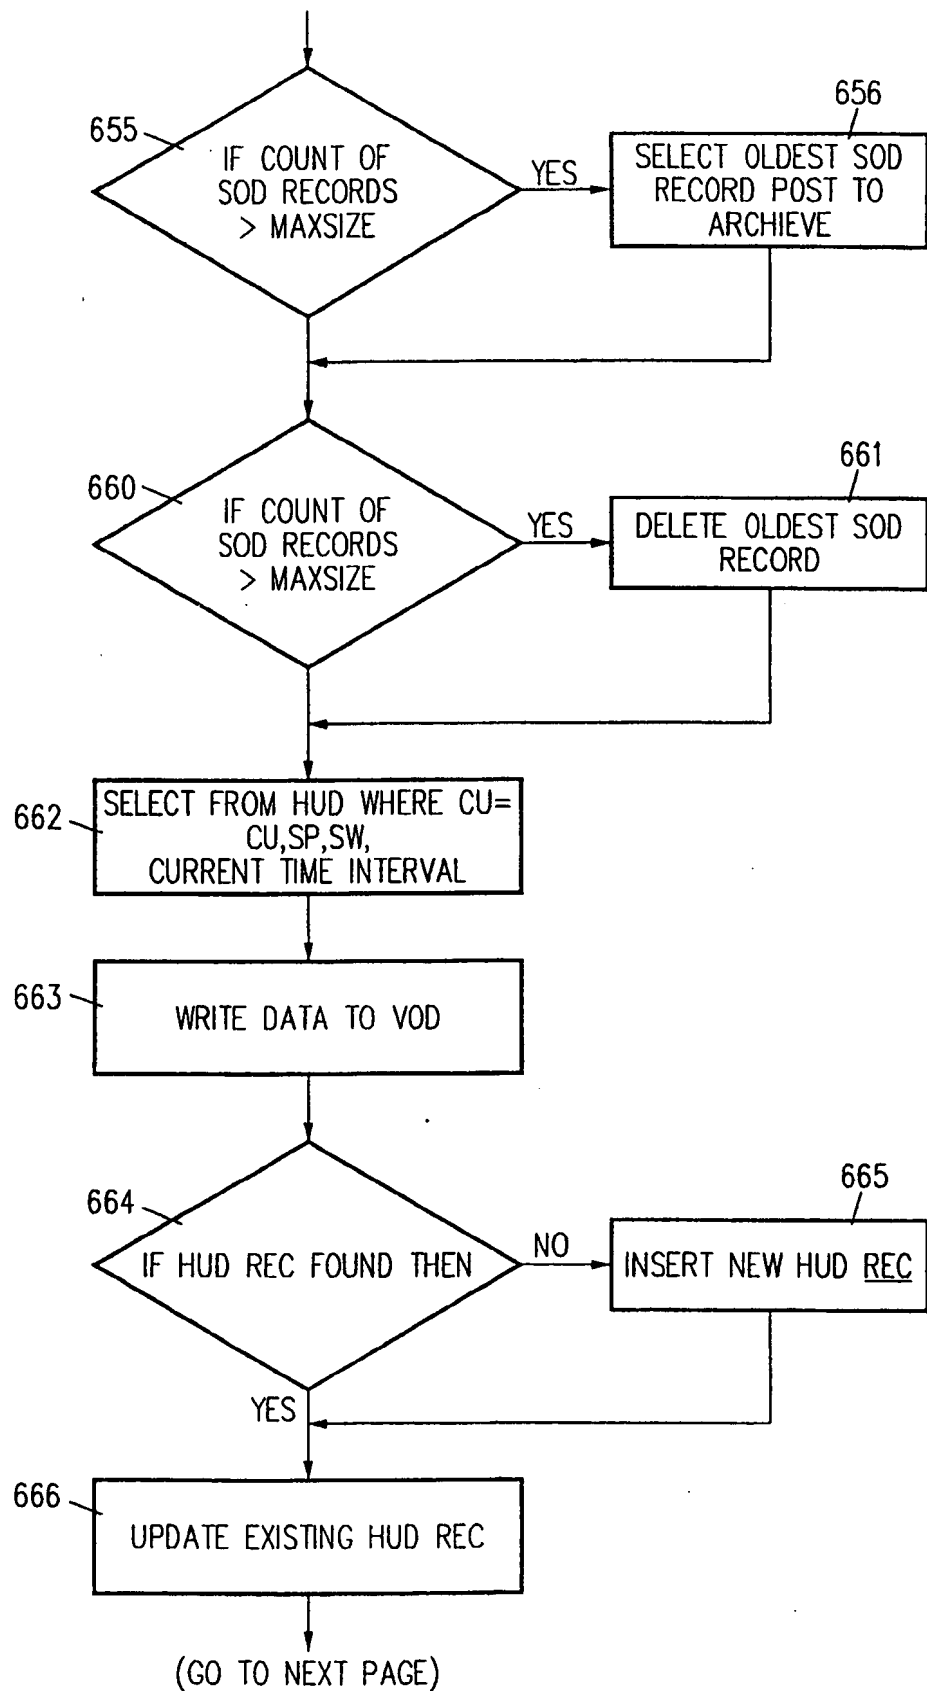 655
IF COUNT OF
SOD RECORDS
> MAXSIZE
YES
656
SELECT OLDEST SOD
RECORD POST TO
ARCHIEVE
660
IF COUNT OF
SOD RECORDS
> MAXSIZE
YES
661
DELETE OLDEST SOD
RECORD
662
SELECT FROM HUD WHERE CU=
CU,SP,SW,
CURRENT TIME INTERVAL
663
WRITE DATA TO VOD
664
IF HUD REC FOUND THEN
NO
665
INSERT NEW HUD REC
YES
666
UPDATE EXISTING HUD REC
(GO TO NEXT PAGE)